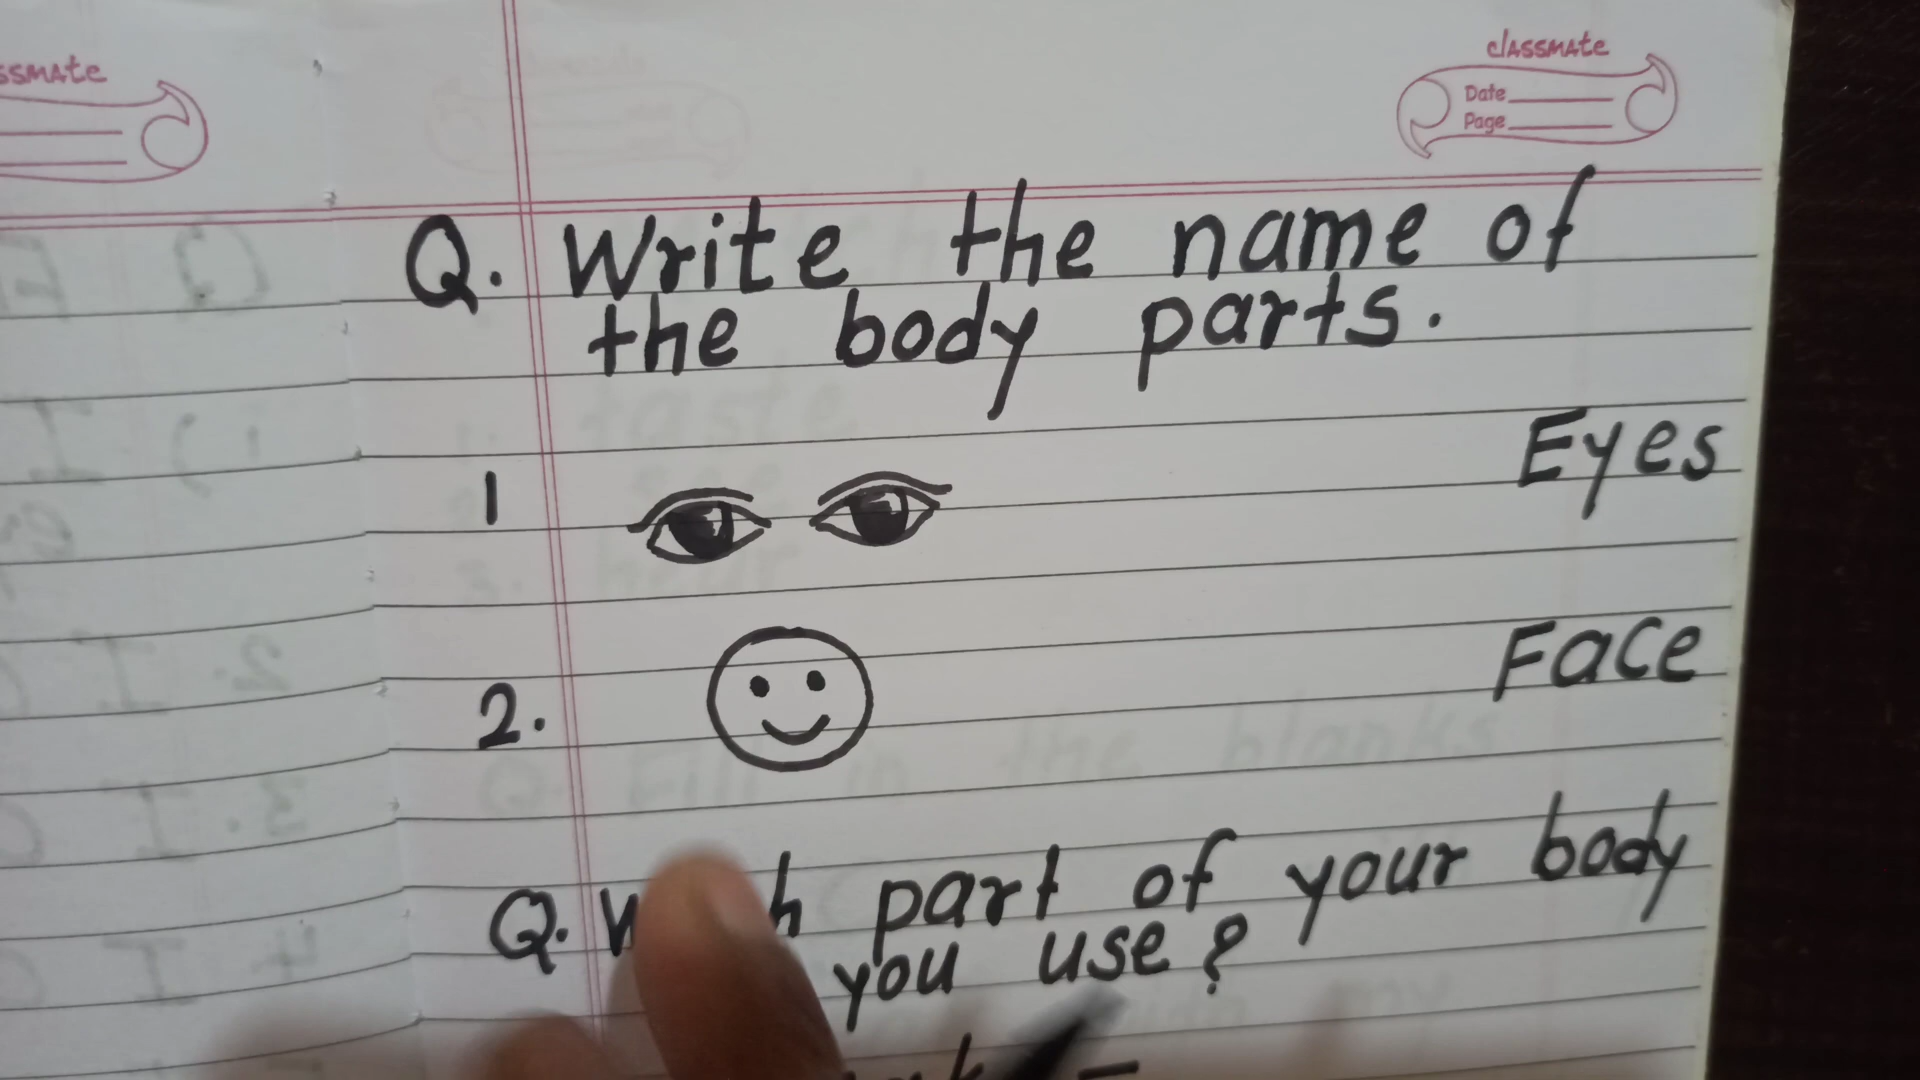 ssmate
classmate
Date
Page
Q. Write the name of
the body parts.
1
Eyes
2.
Face
Q. part of your body
you use?